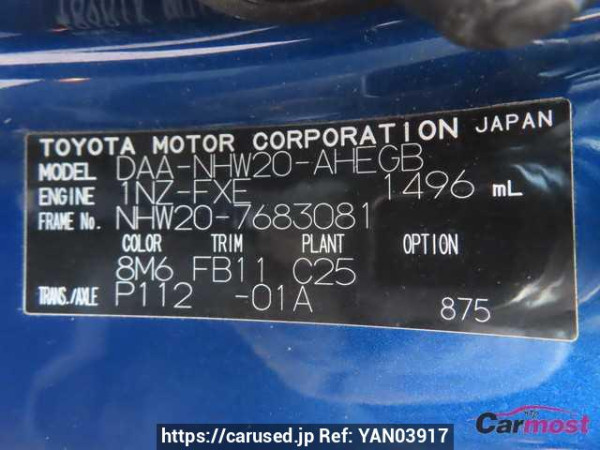 TOYOTA MOTOR CORPORATION JAPAN
MODEL DAA-NHW20-AHEGB
ENGINE 1NZ-FXE 1496 mL
FRAME No. NHW20-7683081
COLOR TRIM PLANT OPTION
8M6 FB11 C25
TRANS./AXLE P112 -01A 875
Carmost
https://carused.jp Ref: YAN03917